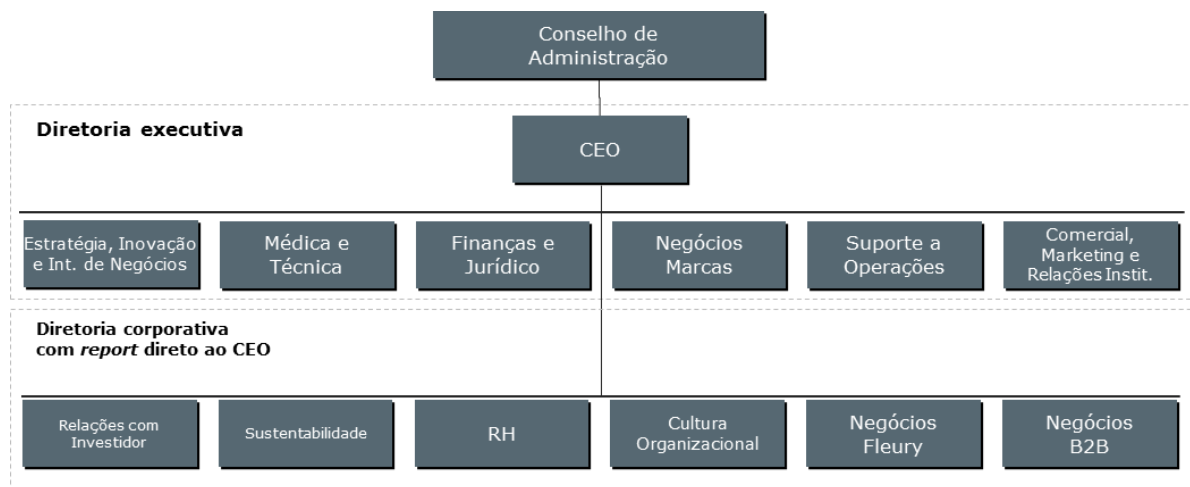 Conselho de
Administração
Diretoria executiva
CEO
Estratégia, Inovação
e Int. de Negócios
Médica e
Técnica
Finanças e
Jurídico
Negócios
Marcas
Suporte a
Operações
Comercial,
Marketing e
Relações Instit.
Diretoria corporativa
com report direto ao CEO
Relações com
Investidor
Sustentabilidade
RH
Cultura
Organizacional
Negócios
Fleury
Negócios
B2B